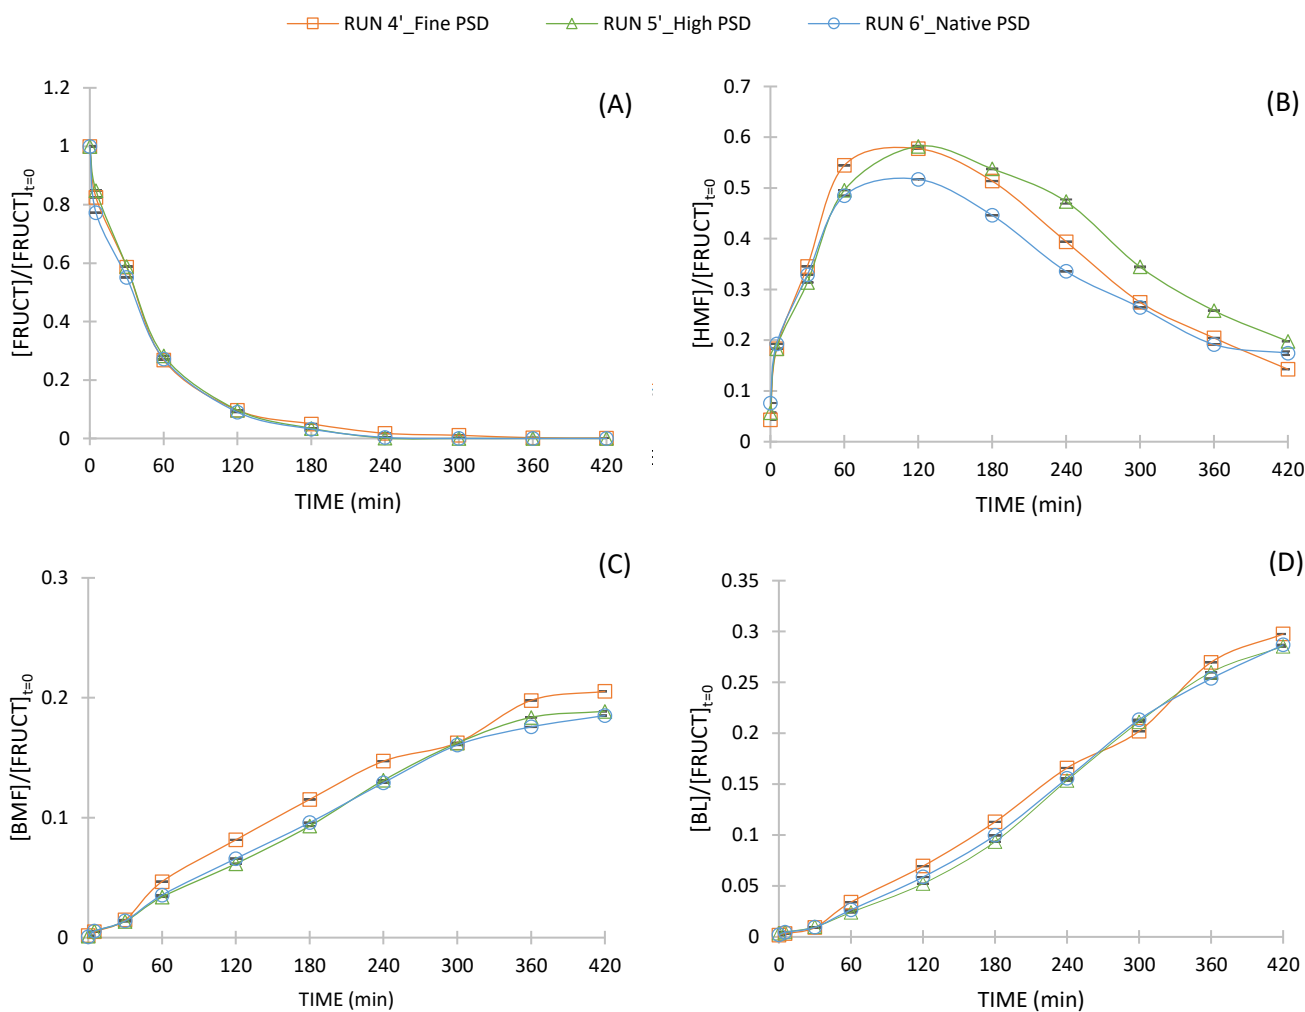 RUN 4'_Fine PSD RUN 5'_High PSD RUN 6'_Native PSD
(A)
[FRUCT]/[FRUCT]t=0
1.2
1
0.8
0.6
0.4
0.2
0
0 60 120 180 240 300 360 420
TIME (min)
(B)
[HMF]/[FRUCT]t=0
0.7
0.6
0.5
0.4
0.3
0.2
0.1
0
0 60 120 180 240 300 360 420
TIME (min)
(C)
[BMF]/[FRUCT]t=0
0.3
0.2
0.1
0
0 60 120 180 240 300 360 420
TIME (min)
(D)
[BL]/[FRUCT]t=0
0.35
0.3
0.25
0.2
0.15
0.1
0.05
0
0 60 120 180 240 300 360 420
TIME (min)